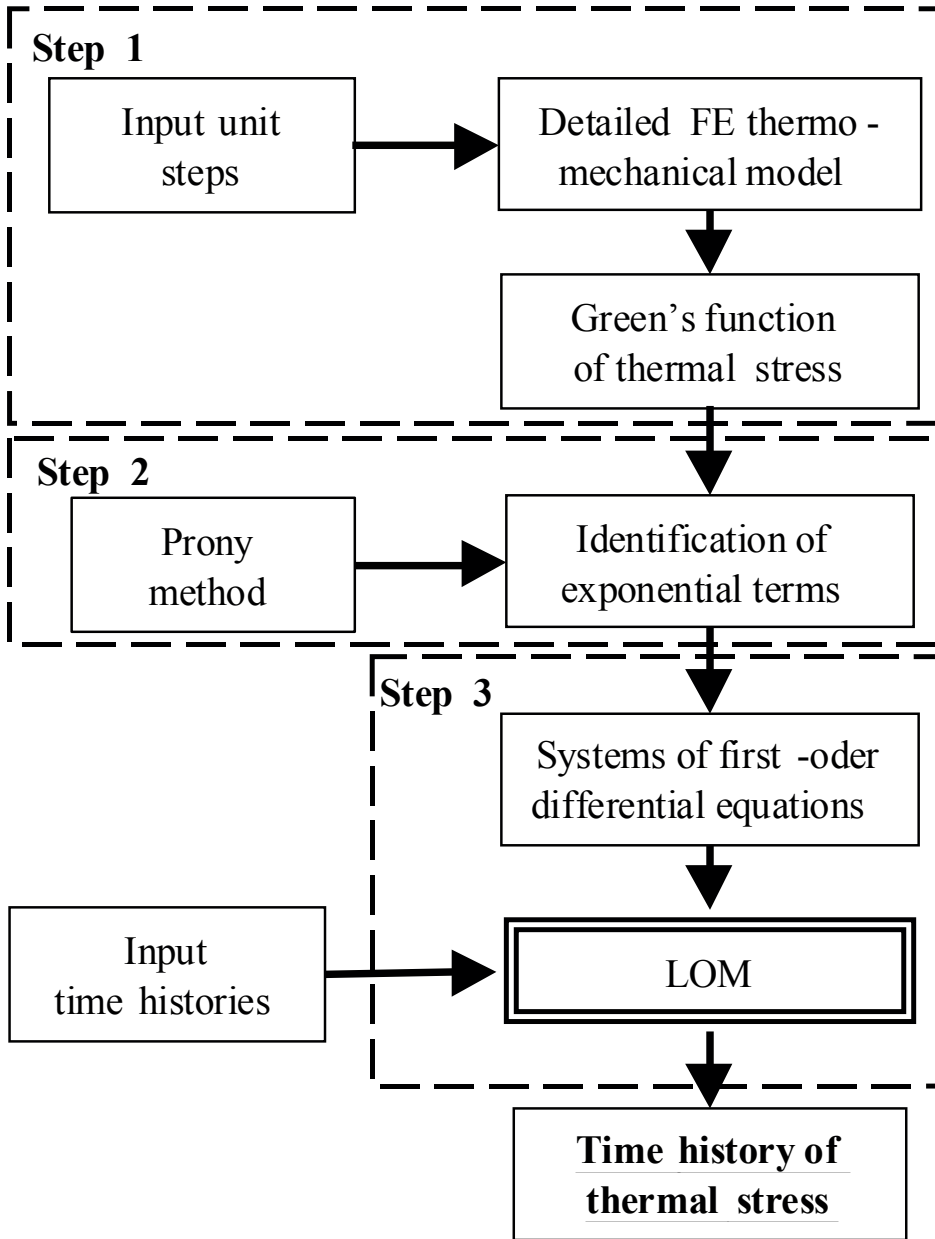 Step 1
Input unit
steps
Detailed FE thermo -
mechanical model
Green's function
of thermal stress
Step 2
Prony
method
Identification of
exponential terms
Step 3
Systems of first -oder
differential equations
Input
time histories
LOM
Time history of
thermal stress